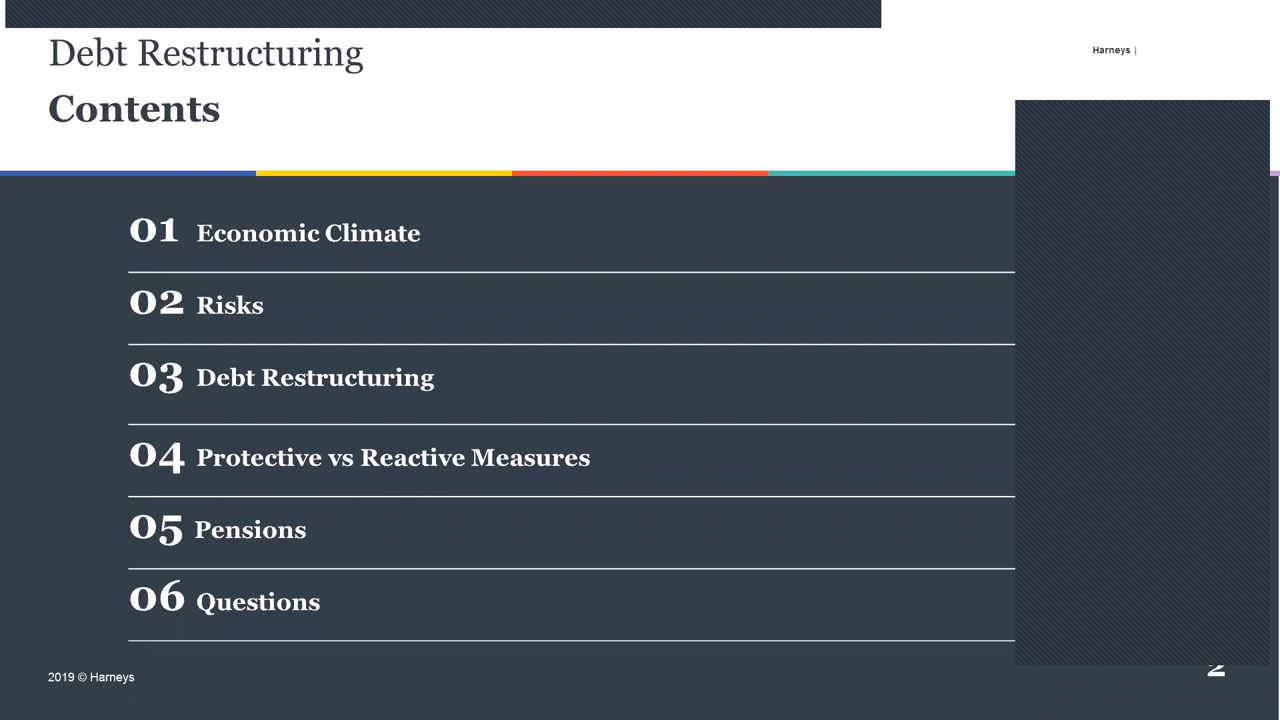 Debt Restructuring
Harneys |
Contents
01 Economic Climate
02 Risks
03 Debt Restructuring
04 Protective vs Reactive Measures
05 Pensions
06 Questions
2019 © Harneys
2